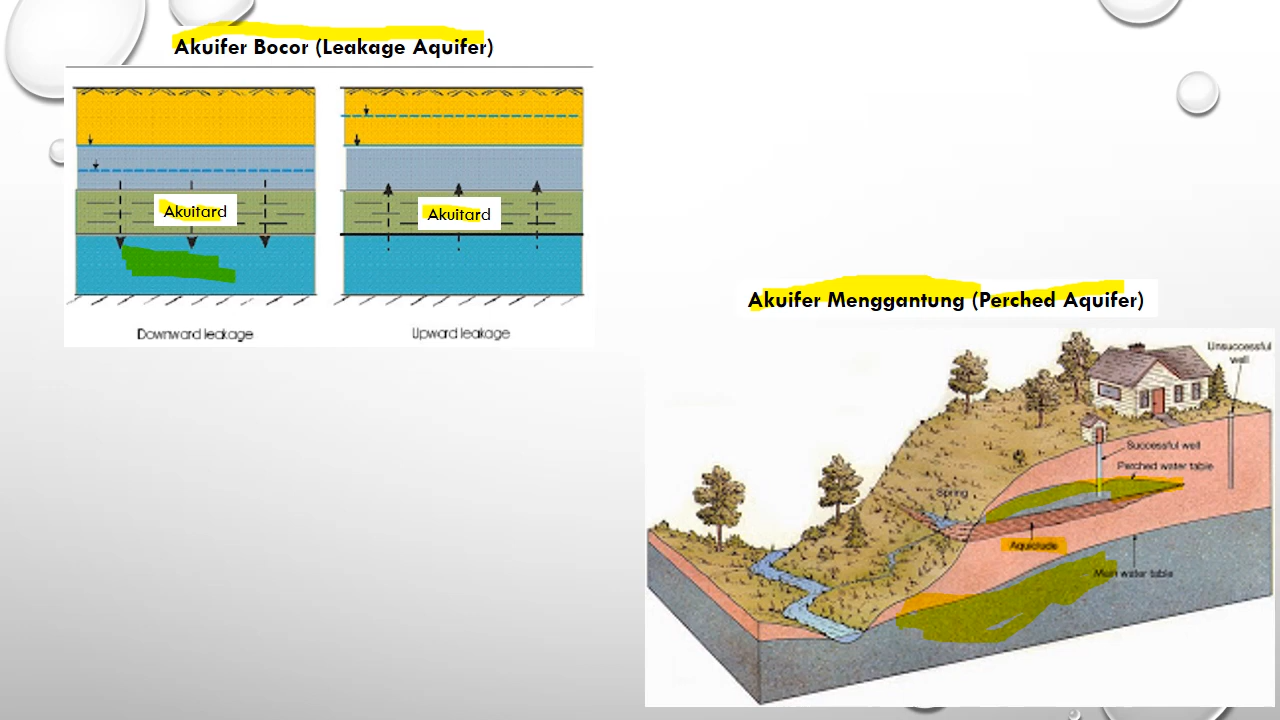 Akuifer Bocor (Leakage Aquifer)
Akuitard
Akuitard
Downward leakage
Upward leakage
Akuifer Menggantung (Perched Aquifer)
Unsuccessful
well
Successful well
Perched water table
Spring
Aquiclude
Main water table